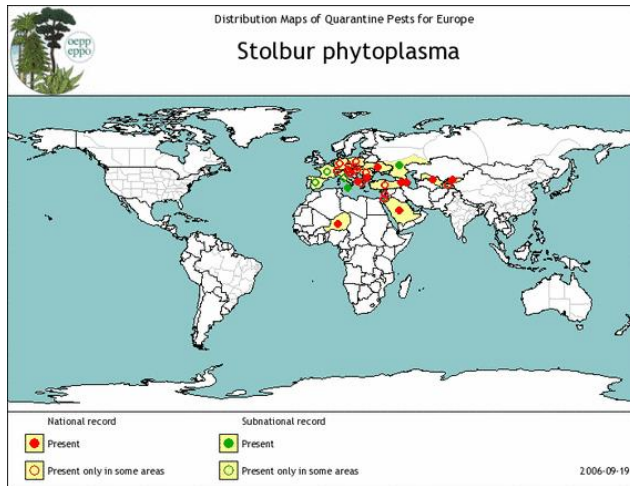 oepp
eppo
Distribution Maps of Quarantine Pests for Europe
Stolbur phytoplasma
National record
Present
Present only in some areas
Subnational record
Present
Present only in some areas
2006-09-19